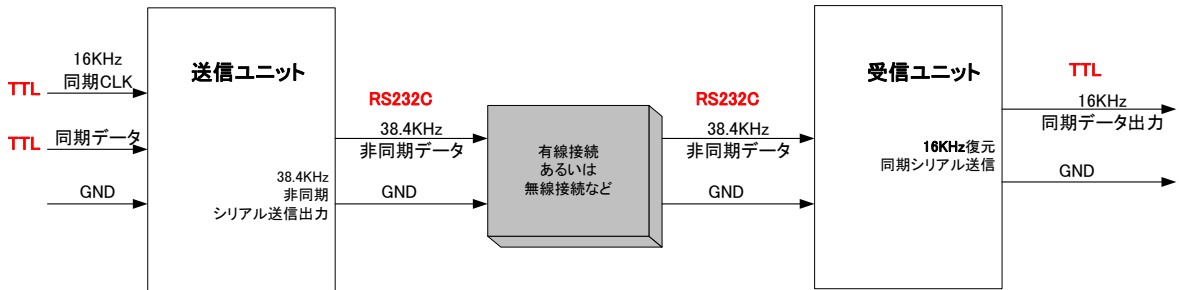 16KHz
同期CLK
TTL
TTL
同期データ
GND
送信ユニット
38.4KHz
非同期
シリアル送信出力
RS232C
38.4KHz
非同期データ
GND
有線接続
あるいは
無線接続など
RS232C
38.4KHz
非同期データ
GND
受信ユニット
16KHz復元
同期シリアル送信
TTL
16KHz
同期データ出力
GND